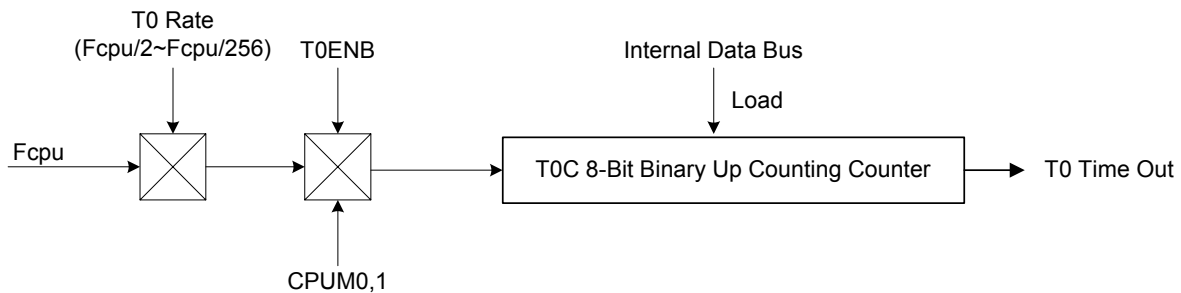 T0 Rate
(Fcpu/2~Fcpu/256)
T0ENB
Internal Data Bus
Load
Fcpu
T0C 8-Bit Binary Up Counting Counter
T0 Time Out
CPUM0,1